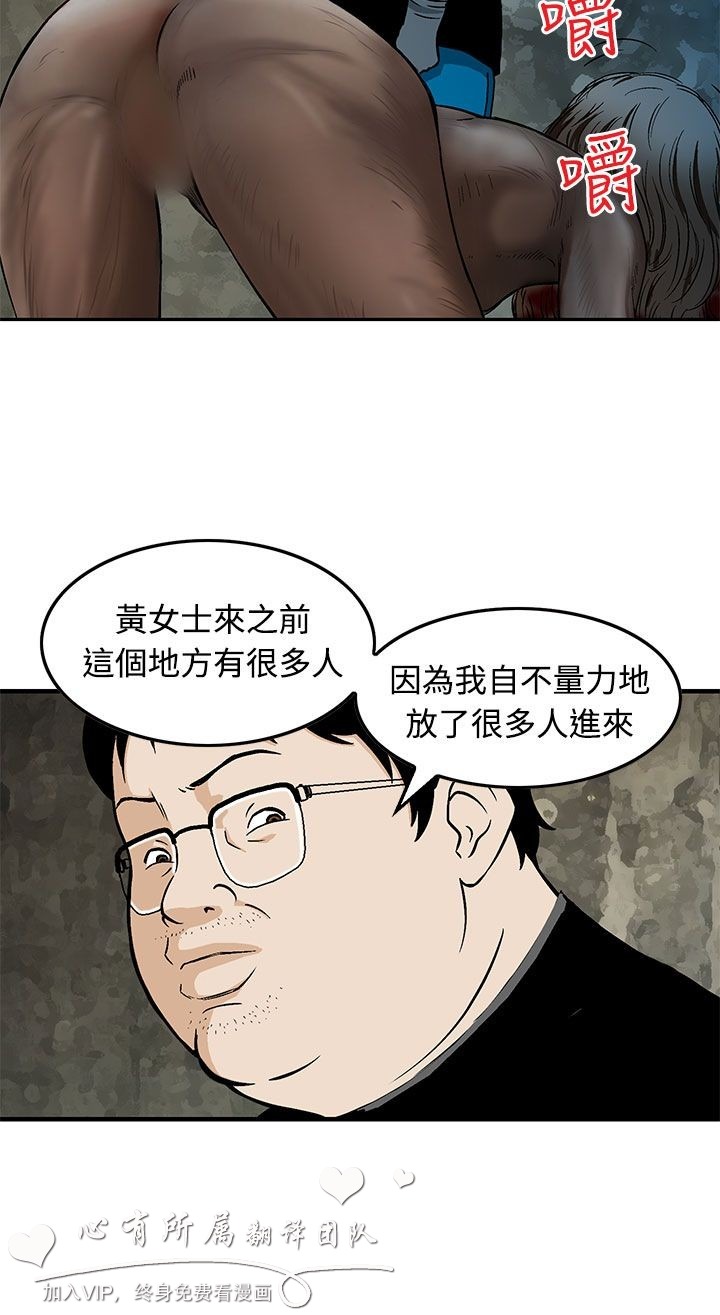 嚼
嚼
黃女士來之前
這個地方有很多人
因為我自不量力地
放了很多人進來
心有所屬翻译团队
加入VIP，终身免费看漫画